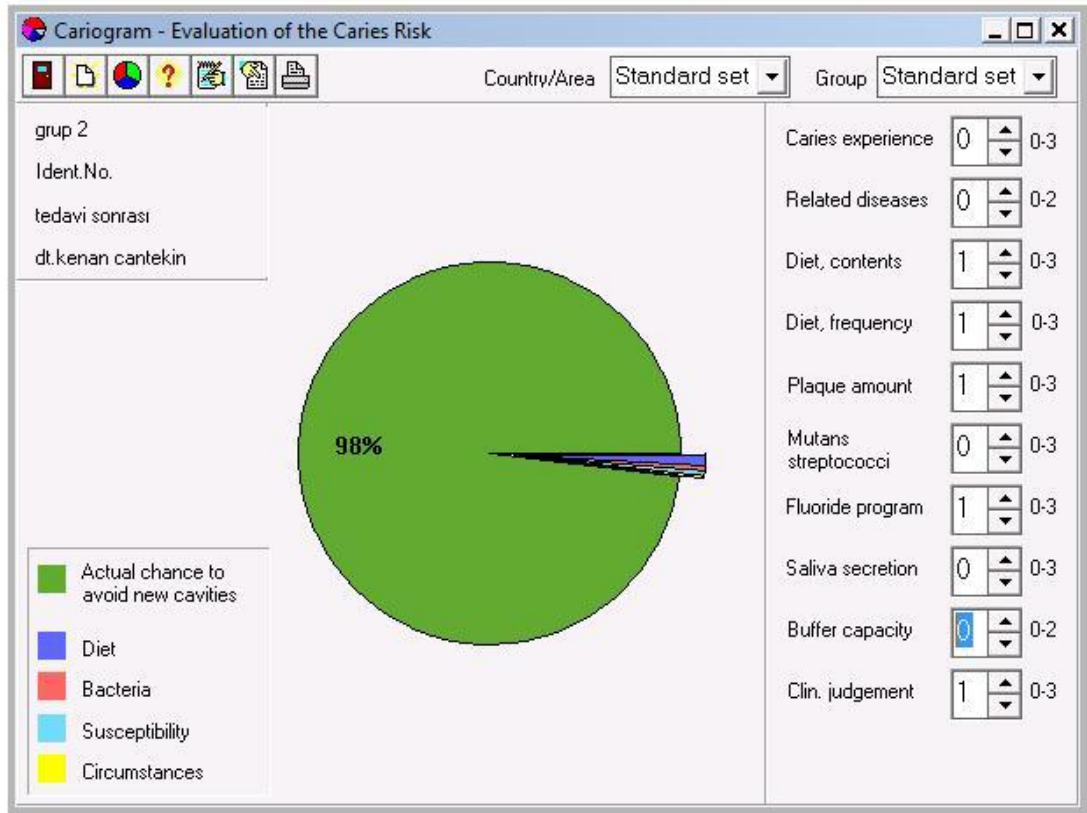 Cariogram - Evaluation of the Caries Risk
Country/Area Standard set Group Standard set
grup 2
Ident.No.
tedavi sonrası
dt.kenan cantekin
98%
Actual chance to
avoid new cavities
Diet
Bacteria
Susceptibility
Circumstances
Caries experience 0 0-3
Related diseases 0 0-2
Diet, contents 1 0-3
Diet, frequency 1 0-3
Plaque amount 1 0-3
Mutans
streptococci 0 0-3
Fluoride program 1 0-3
Saliva secretion 0 0-3
Buffer capacity 0 0-2
Clin. judgement 1 0-3